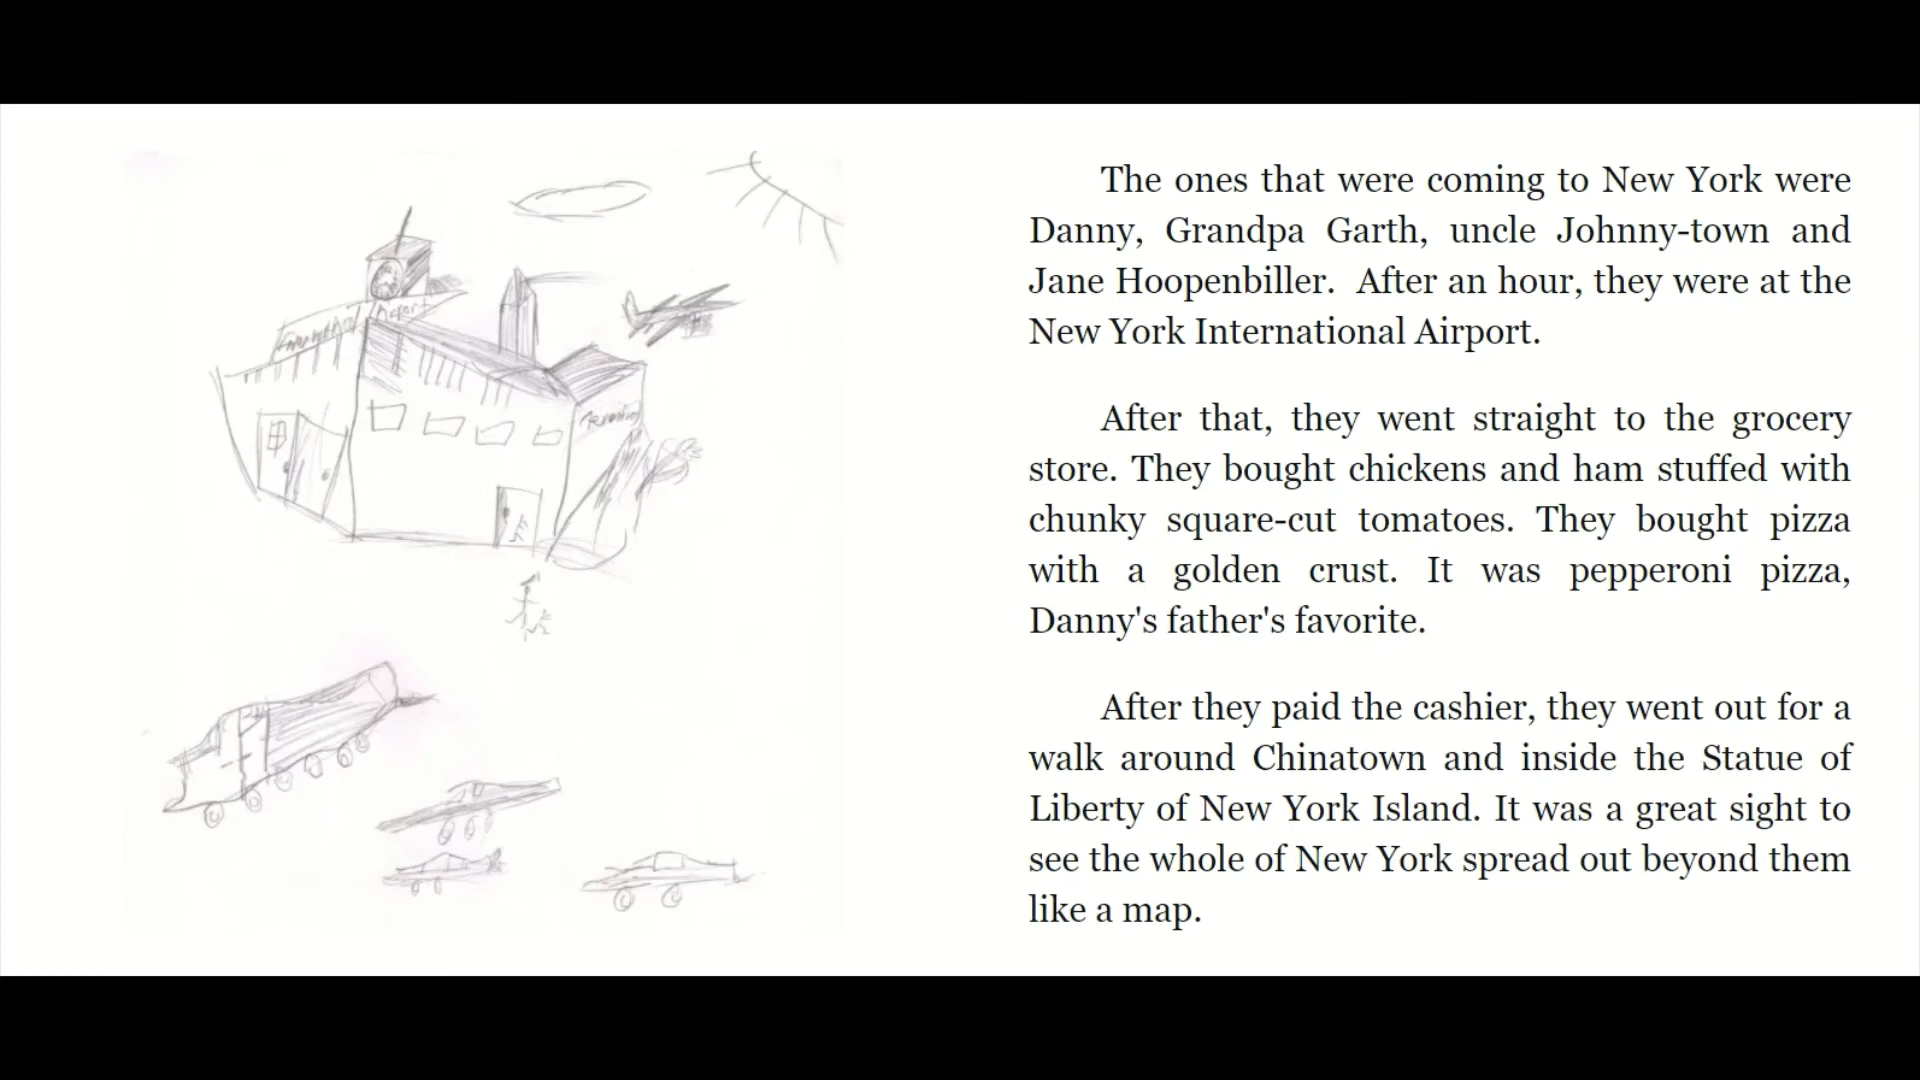 Airport
The ones that were coming to New York were
Danny, Grandpa Garth, uncle Johnny-town and
Jane Hoopenbiller.  After an hour, they were at the
New York International Airport.
After that, they went straight to the grocery
store. They bought chickens and ham stuffed with
chunky square-cut tomatoes. They bought pizza
with a golden crust. It was pepperoni pizza,
Danny's father's favorite.
After they paid the cashier, they went out for a
walk around Chinatown and inside the Statue of
Liberty of New York Island. It was a great sight to
see the whole of New York spread out beyond them
like a map.